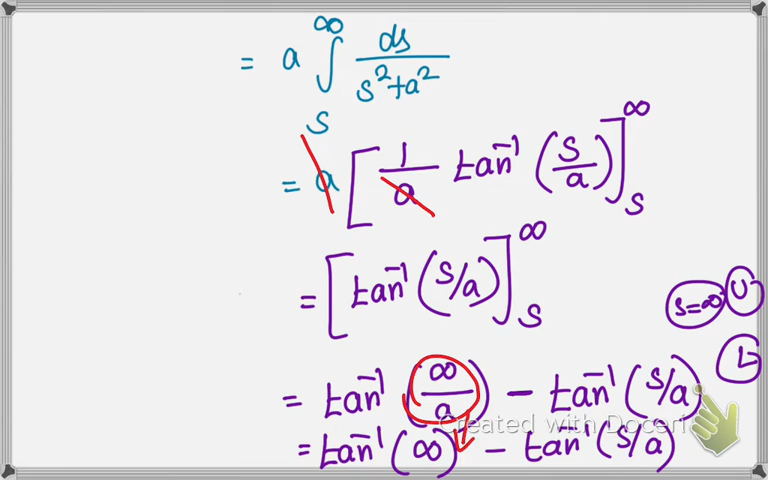 = a ∫_S^∞ ds/(s²+a²)
= a [ 1/a tan⁻¹ (s/a) ]_S^∞
= [ tan⁻¹ (s/a) ]_S^∞
s=∞ U
L
= tan⁻¹ (∞/a) − tan⁻¹ (s/a)
Created with Doceri
= tan⁻¹ (∞) − tan⁻¹ (s/a)